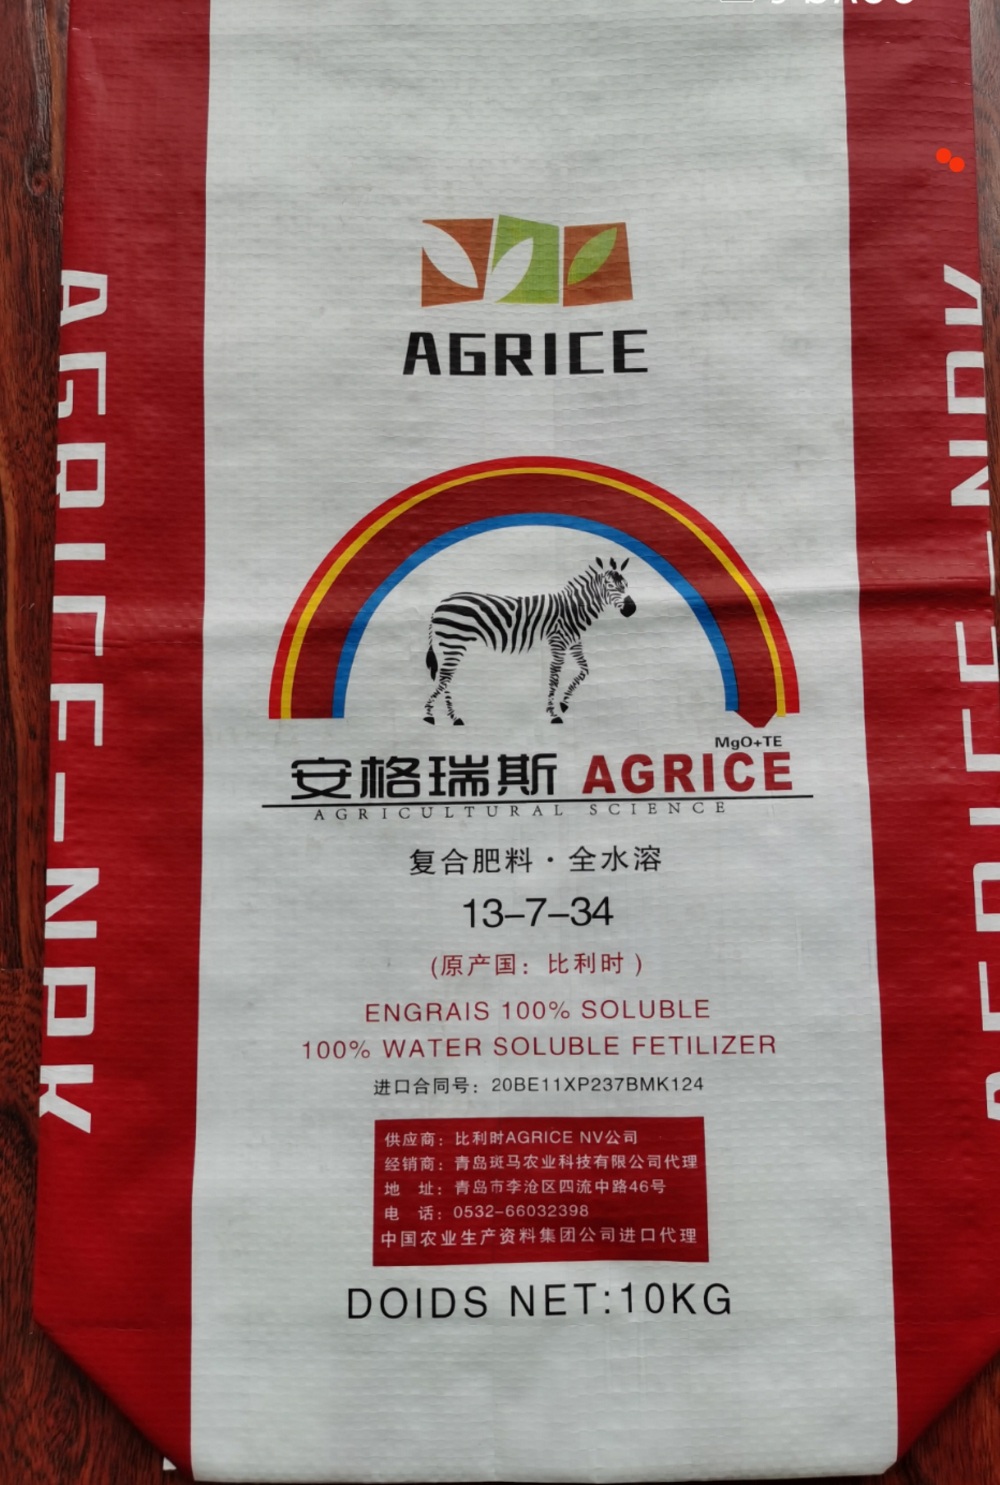 AGRICE
MgO+TE
安格瑞斯 AGRICE
AGRICULTURAL SCIENCE
复合肥料·全水溶
13-7-34
(原产国：比利时)
ENGRAIS 100% SOLUBLE
100% WATER SOLUBLE FETILIZER
进口合同号：20BE11XP237BMK124
供应商：比利时AGRICE NV公司
经销商：青岛斑马农业科技有限公司代理
地 址：青岛市李沧区四流中路46号
电 话：0532-66032398
中国农业生产资料集团公司进口代理
DOIDS NET:10KG
AGRICE-NPK
AGRICE-NPK